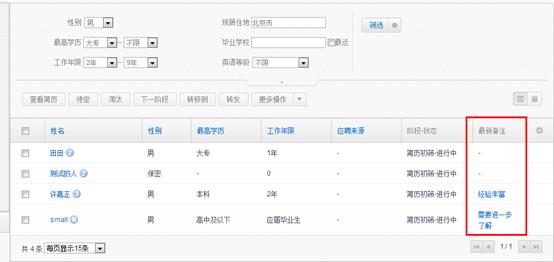 性别 男 现居住地 北京市 筛选
最高学历 大专 - 不限 毕业学校 最近
工作年限 2年 - 9年 英语等级 不限
查看简历 待定 淘汰 下一阶段 转移到 转发 更多操作
姓名 性别 最高学历 工作年限 应聘来源 阶段-状态 最新备注
田田 男 大专 1年 - 简历初筛-进行中 -
测试的人 保密 - 0 - 简历初筛-进行中 -
许嘉正 男 本科 2年 - 简历初筛-进行中 经验丰富
small 男 高中及以下 应届毕业生 - 简历初筛-进行中 需要进一步
了解
共 4 条 每页显示15条 1 / 1